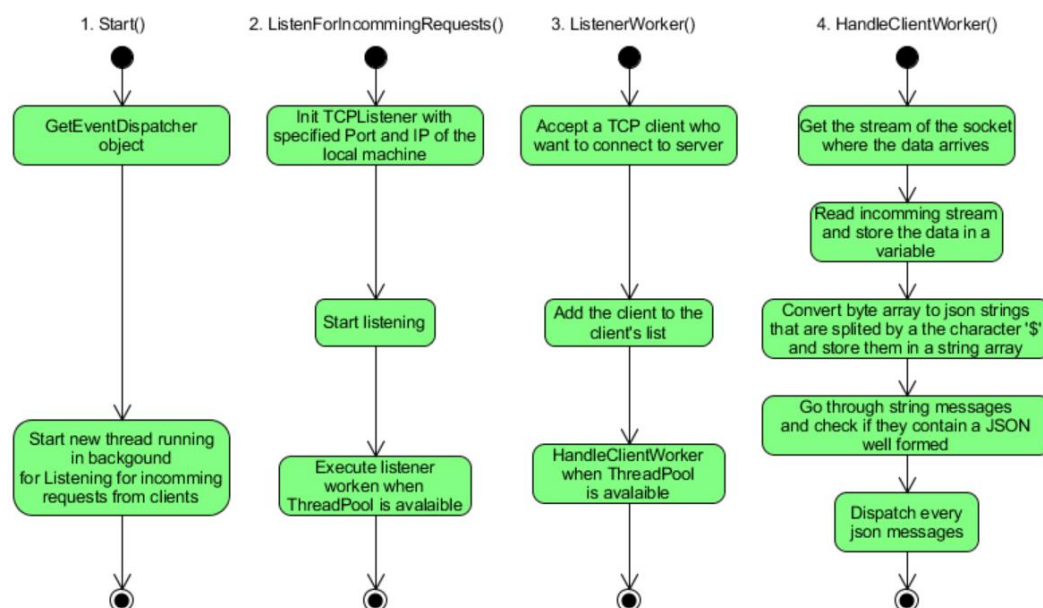 1. Start()
GetEventDispatcher
object
Start new thread running
in backgound
for Listening for incomming
requests from clients
2. ListenForIncommingRequests()
Init TCPListener with
specified Port and IP of the
local machine
Start listening
Execute listener
worken when
ThreadPool is avalaible
3. ListenerWorker()
Accept a TCP client who
want to connect to server
Add the client to the
client's list
HandleClientWorker
when ThreadPool
is avalaible
4. HandleClientWorker()
Get the stream of the socket
where the data arrives
Read incomming stream
and store the data in a
variable
Convert byte array to json strings
that are splited by a the character '$'
and store them in a string array
Go through string messages
and check if they contain a JSON
well formed
Dispatch every
json messages